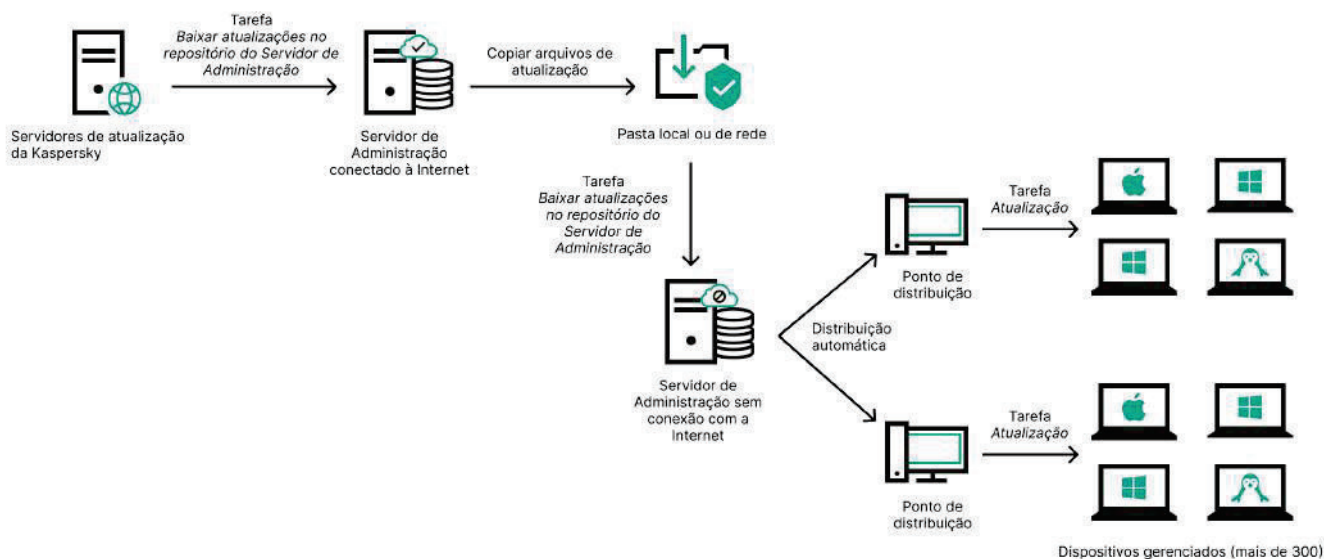 Tarefa
Baixar atualizações no
repositório do Servidor de
Administração
Servidores de atualização
da Kaspersky
Servidor de
Administração
conectado à Internet
Copiar arquivos de
atualização
Pasta local ou de rede
Tarefa
Baixar atualizações
no repositório do
Servidor de
Administração
Servidor de
Administração sem
conexão com a
Internet
Distribuição
automática
Ponto de
distribuição
Tarefa
Atualização
Ponto de
distribuição
Tarefa
Atualização
Dispositivos gerenciados (mais de 300)